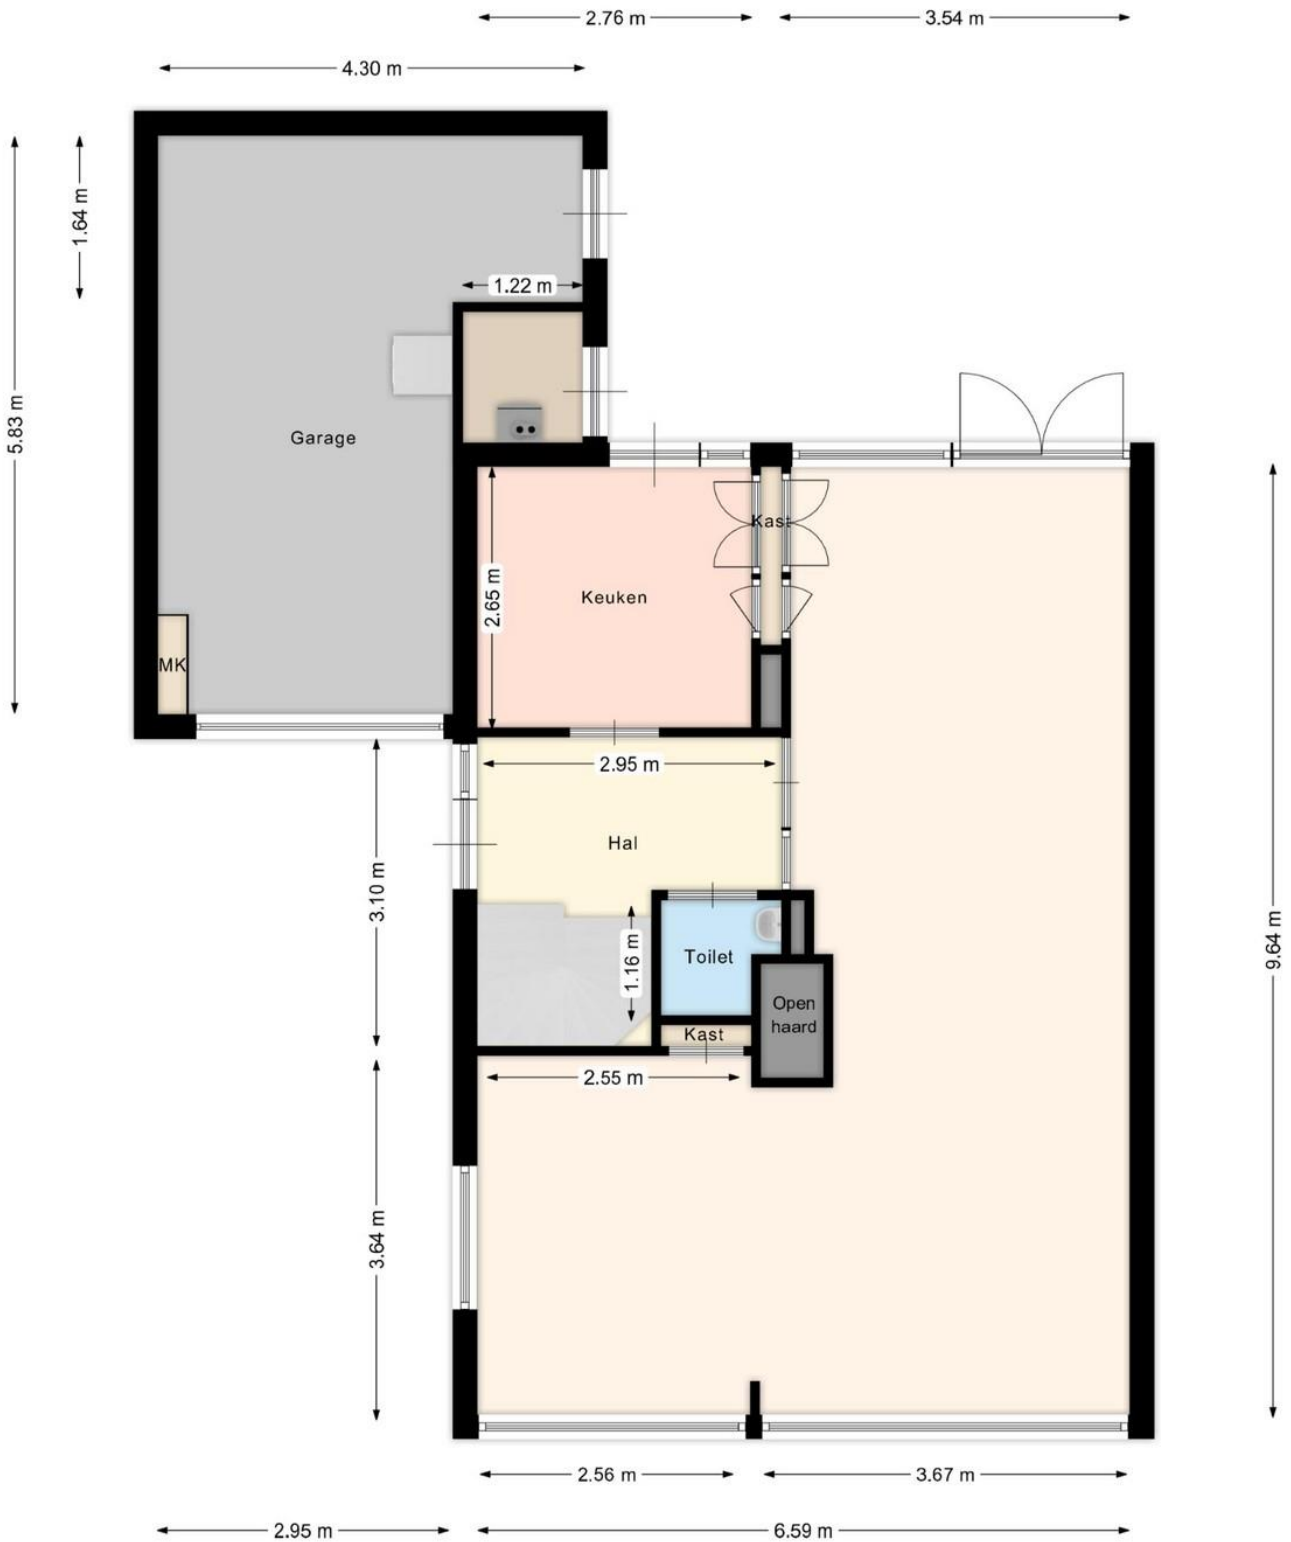 2.76 m
3.54 m
4.30 m
1.64 m
1.22 m
5.83 m
Garage
Kast
2.65 m
Keuken
MK
2.95 m
Hal
3.10 m
9.64 m
1.16 m
Toilet
Open
haard
Kast
2.55 m
3.64 m
2.56 m
3.67 m
2.95 m
6.59 m